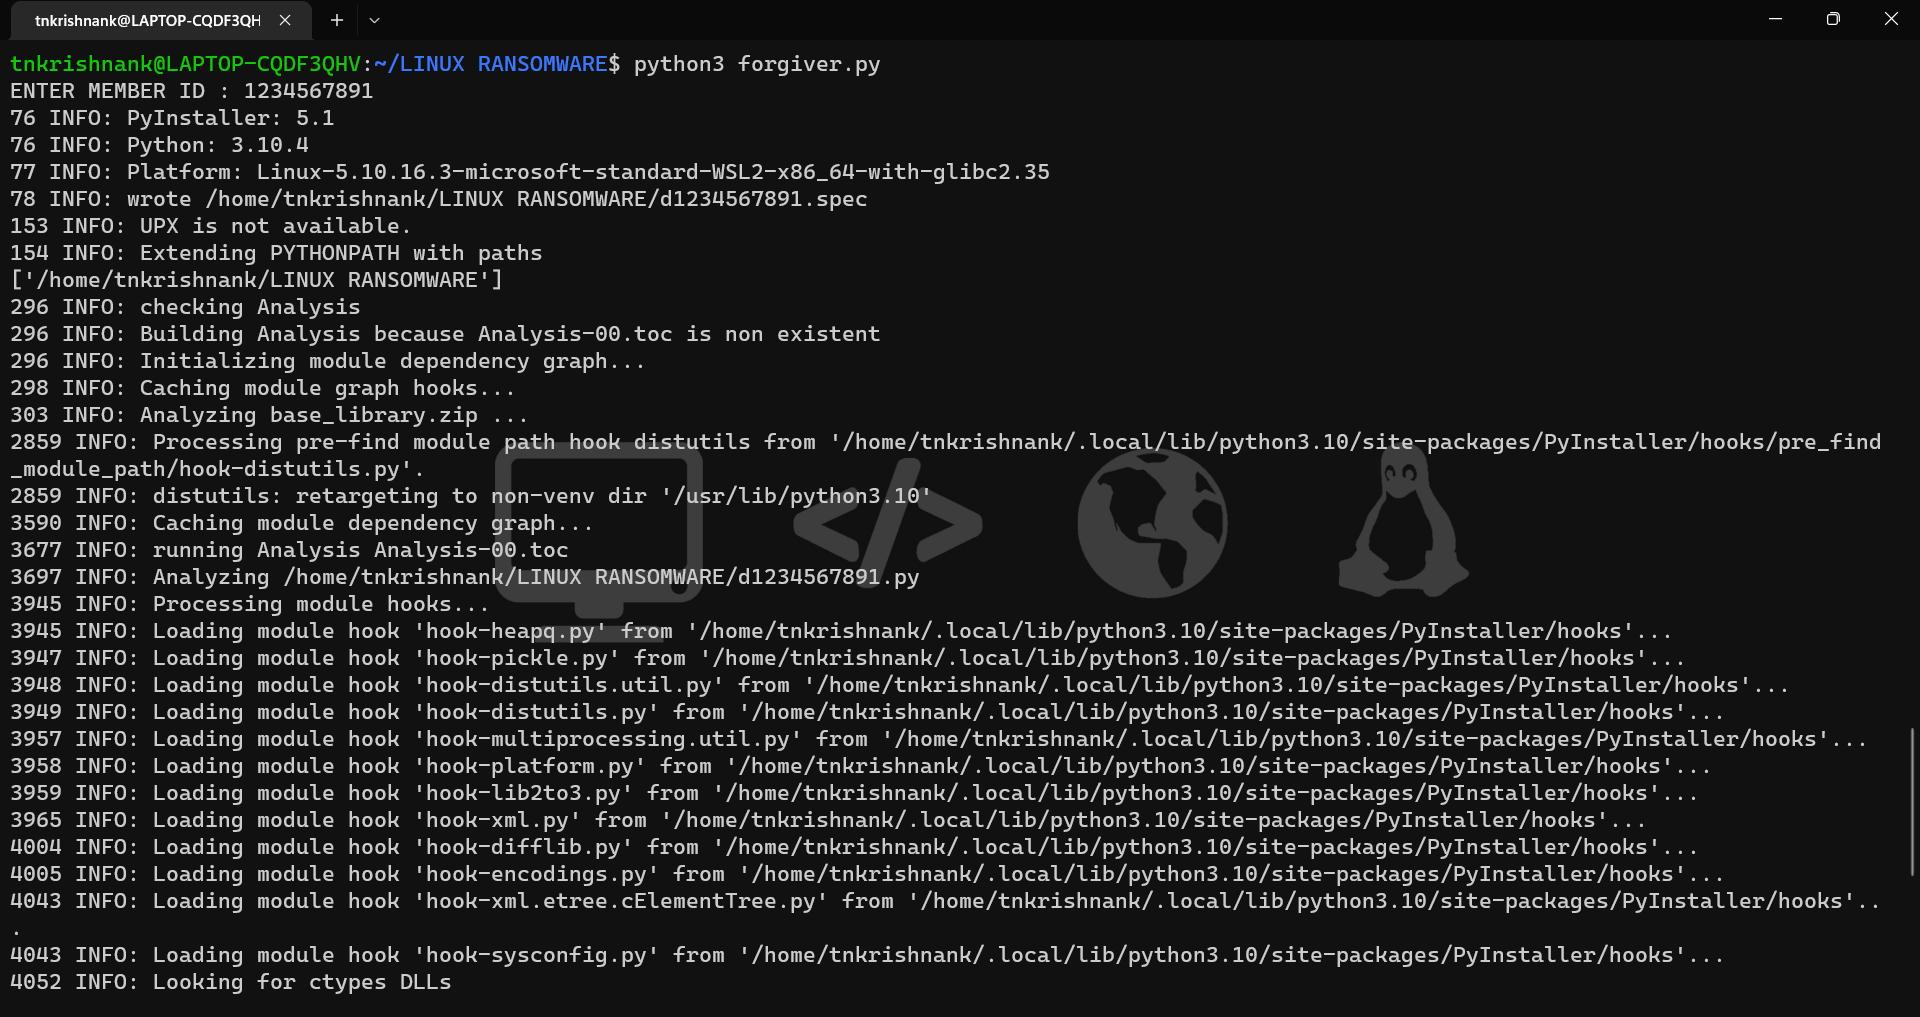 tnkrishnank@LAPTOP-CQDF3QH
tnkrishnank@LAPTOP-CQDF3QHV:~/LINUX RANSOMWARE$ python3 forgiver.py
ENTER MEMBER ID : 1234567891
76 INFO: PyInstaller: 5.1
76 INFO: Python: 3.10.4
77 INFO: Platform: Linux-5.10.16.3-microsoft-standard-WSL2-x86_64-with-glibc2.35
78 INFO: wrote /home/tnkrishnank/LINUX RANSOMWARE/d1234567891.spec
153 INFO: UPX is not available.
154 INFO: Extending PYTHONPATH with paths
['/home/tnkrishnank/LINUX RANSOMWARE']
296 INFO: checking Analysis
296 INFO: Building Analysis because Analysis-00.toc is non existent
296 INFO: Initializing module dependency graph...
298 INFO: Caching module graph hooks...
303 INFO: Analyzing base_library.zip ...
2859 INFO: Processing pre-find module path hook distutils from '/home/tnkrishnank/.local/lib/python3.10/site-packages/PyInstaller/hooks/pre_find
_module_path/hook-distutils.py'.
2859 INFO: distutils: retargeting to non-venv dir '/usr/lib/python3.10'
3590 INFO: Caching module dependency graph...
3677 INFO: running Analysis Analysis-00.toc
3697 INFO: Analyzing /home/tnkrishnank/LINUX RANSOMWARE/d1234567891.py
3945 INFO: Processing module hooks...
3945 INFO: Loading module hook 'hook-heapq.py' from '/home/tnkrishnank/.local/lib/python3.10/site-packages/PyInstaller/hooks'...
3947 INFO: Loading module hook 'hook-pickle.py' from '/home/tnkrishnank/.local/lib/python3.10/site-packages/PyInstaller/hooks'...
3948 INFO: Loading module hook 'hook-distutils.util.py' from '/home/tnkrishnank/.local/lib/python3.10/site-packages/PyInstaller/hooks'...
3949 INFO: Loading module hook 'hook-distutils.py' from '/home/tnkrishnank/.local/lib/python3.10/site-packages/PyInstaller/hooks'...
3957 INFO: Loading module hook 'hook-multiprocessing.util.py' from '/home/tnkrishnank/.local/lib/python3.10/site-packages/PyInstaller/hooks'...
3958 INFO: Loading module hook 'hook-platform.py' from '/home/tnkrishnank/.local/lib/python3.10/site-packages/PyInstaller/hooks'...
3959 INFO: Loading module hook 'hook-lib2to3.py' from '/home/tnkrishnank/.local/lib/python3.10/site-packages/PyInstaller/hooks'...
3965 INFO: Loading module hook 'hook-xml.py' from '/home/tnkrishnank/.local/lib/python3.10/site-packages/PyInstaller/hooks'...
4004 INFO: Loading module hook 'hook-difflib.py' from '/home/tnkrishnank/.local/lib/python3.10/site-packages/PyInstaller/hooks'...
4005 INFO: Loading module hook 'hook-encodings.py' from '/home/tnkrishnank/.local/lib/python3.10/site-packages/PyInstaller/hooks'...
4043 INFO: Loading module hook 'hook-xml.etree.cElementTree.py' from '/home/tnkrishnank/.local/lib/python3.10/site-packages/PyInstaller/hooks'..
.
4043 INFO: Loading module hook 'hook-sysconfig.py' from '/home/tnkrishnank/.local/lib/python3.10/site-packages/PyInstaller/hooks'...
4052 INFO: Looking for ctypes DLLs